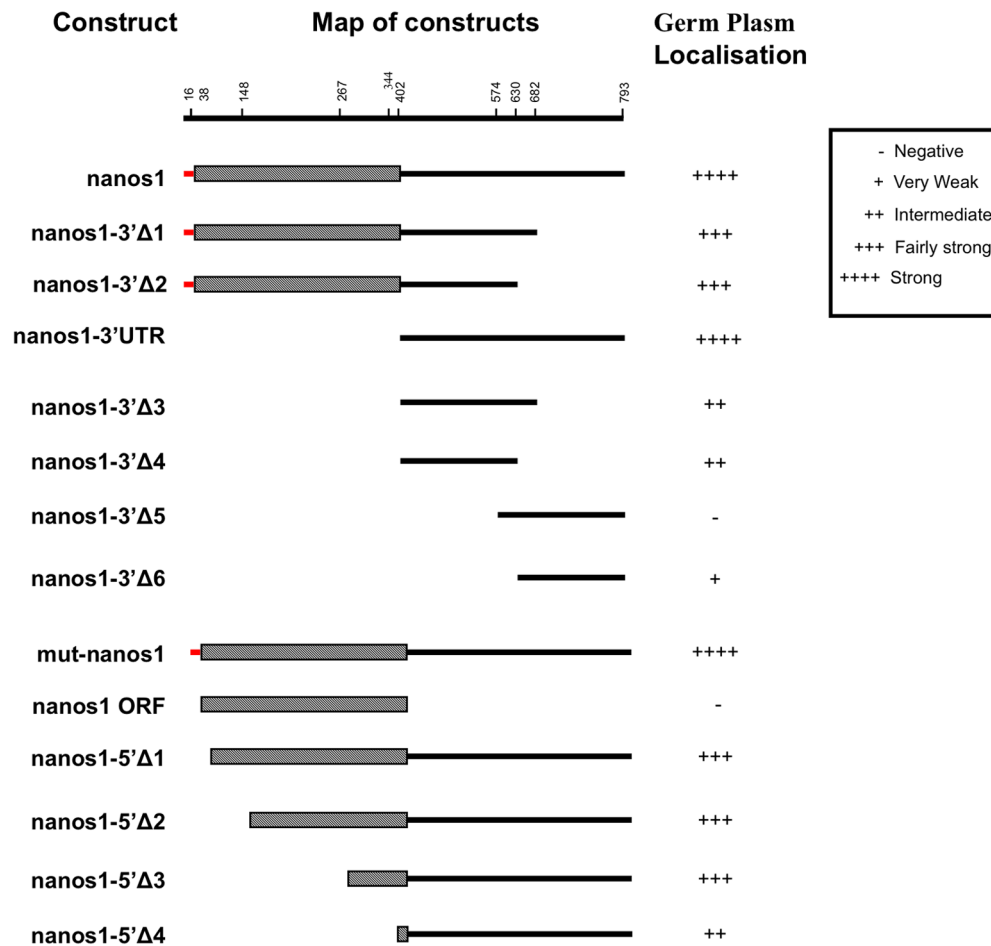 Construct Map of constructs Germ Plasm
Localisation
16 38 148 267 344 402 574 630 682 793
- Negative
+ Very Weak
++ Intermediate
+++ Fairly strong
++++ Strong
nanos1 ++++
nanos1-3'Δ1 +++
nanos1-3'Δ2 +++
nanos1-3'UTR ++++
nanos1-3'Δ3 ++
nanos1-3'Δ4 ++
nanos1-3'Δ5 -
nanos1-3'Δ6 +
mut-nanos1 ++++
nanos1 ORF -
nanos1-5'Δ1 +++
nanos1-5'Δ2 +++
nanos1-5'Δ3 +++
nanos1-5'Δ4 ++